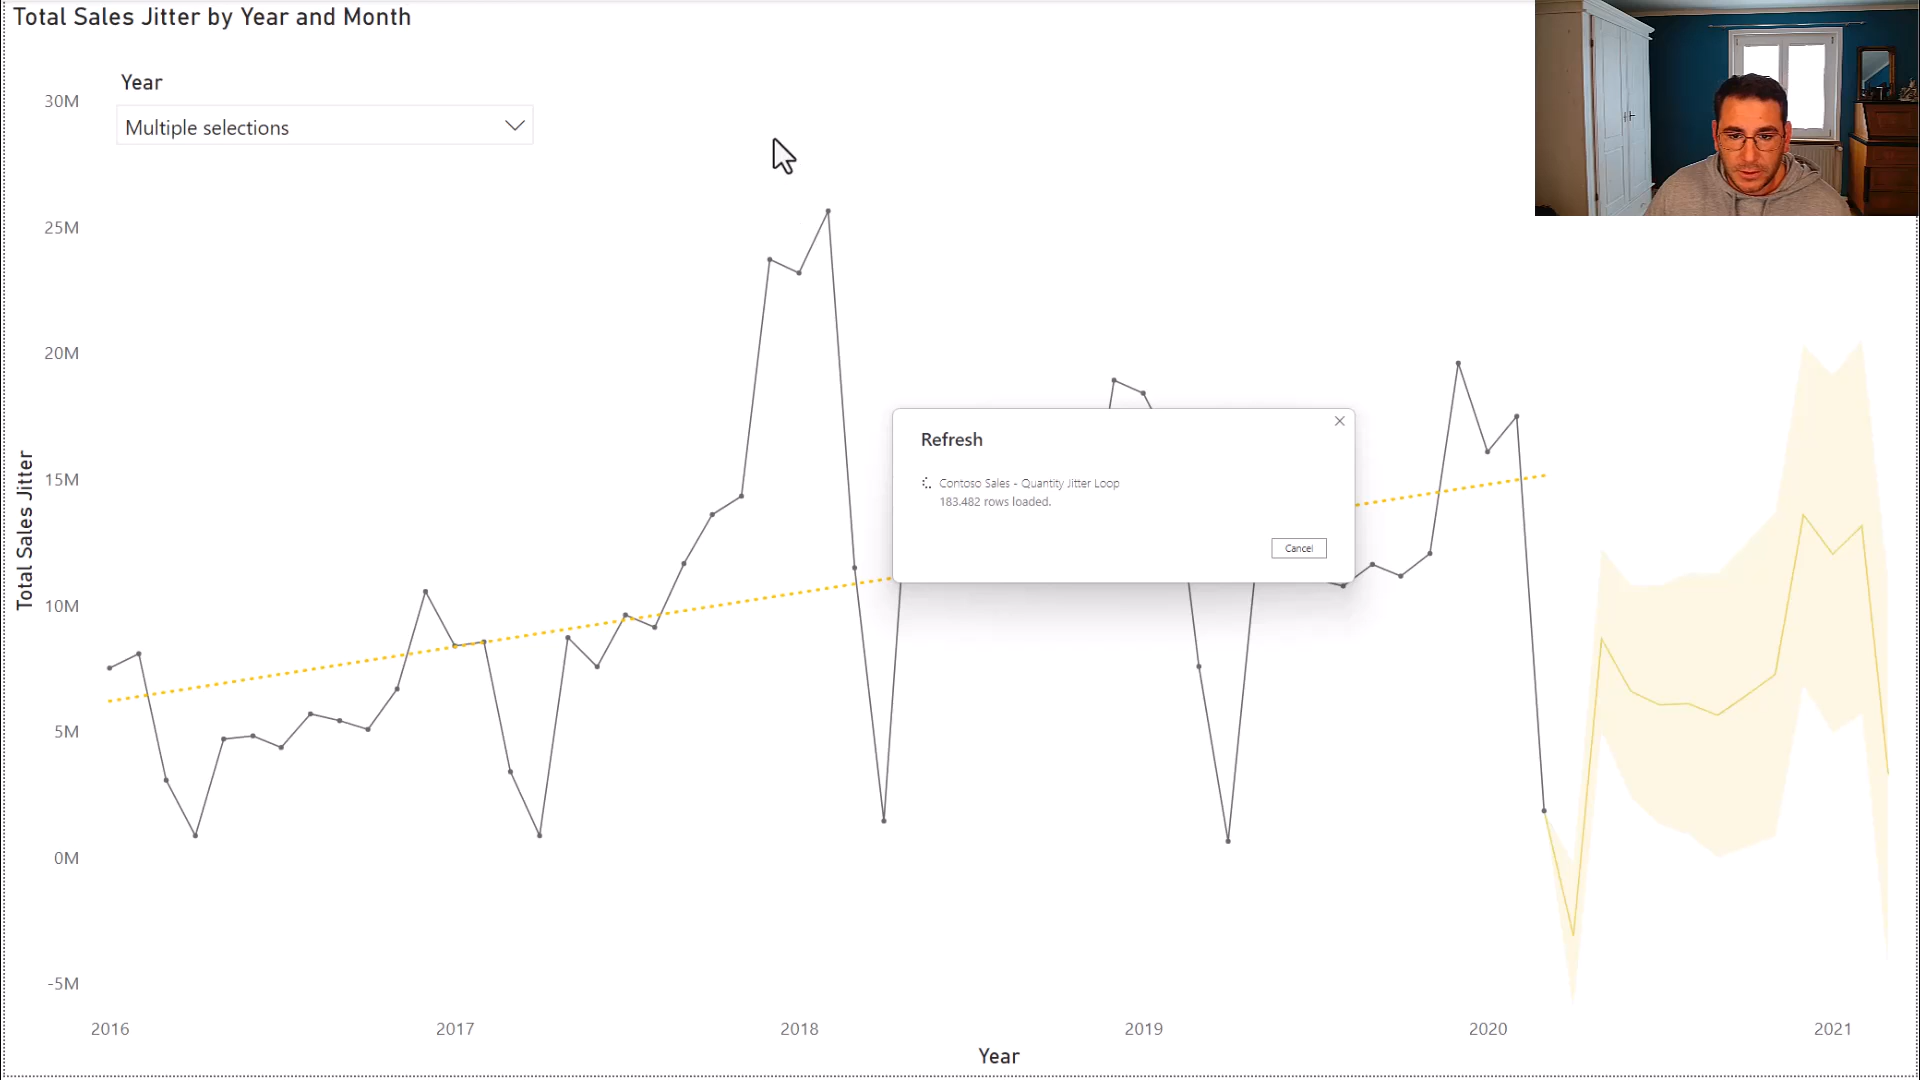 Total Sales Jitter by Year and Month
Year
Multiple selections
30M
25M
20M
15M
10M
5M
0M
-5M
Total Sales Jitter
Refresh
Contoso Sales - Quantity Jitter Loop
183.482 rows loaded.
Cancel
2016 2017 2018 2019 2020 2021
Year